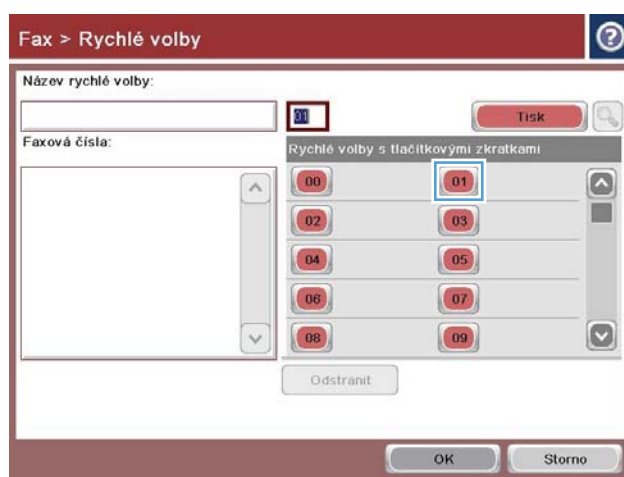 Fax > Rychlé volby
?
Název rychlé volby:
01
Tisk
Faxová čísla:
Rychlé volby s tlačítkovými zkratkami
00
01
02
03
04
05
06
07
08
09
Odstranit
OK
Storno